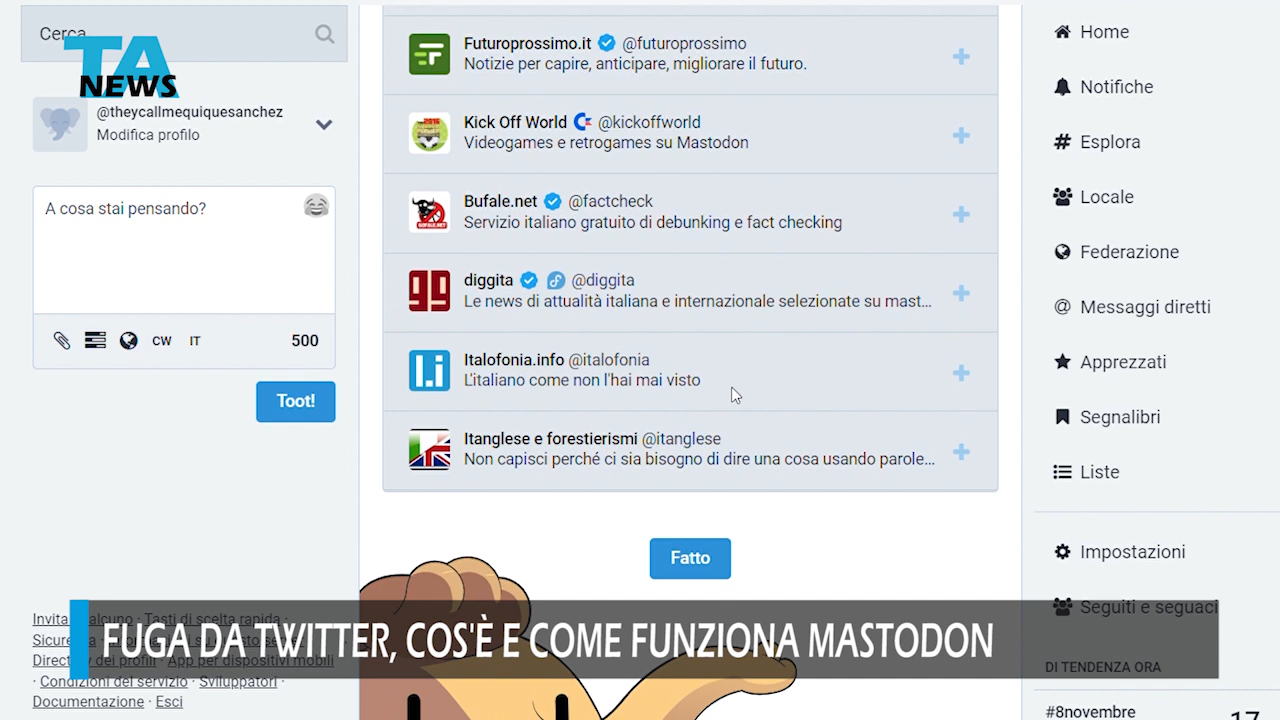 Cerca
TA
NEWS
@theycallmequiquesanchez
Modifica profilo
A cosa stai pensando?
CW
IT
500
Toot!
Futuroprossimo.it @futuroprossimo
Notizie per capire, anticipare, migliorare il futuro.
Kick Off World @kickoffworld
Videogames e retrogames su Mastodon
Bufale.net @factcheck
Servizio italiano gratuito di debunking e fact checking
diggita @diggita
Le news di attualità italiana e internazionale selezionate su mast...
Italofonia.info @italofonia
L'italiano come non l'hai mai visto
Itanglese e forestierismi @itanglese
Non capisci perché ci sia bisogno di dire una cosa usando parole...
Fatto
Home
Notifiche
# Esplora
Locale
Federazione
@ Messaggi diretti
Apprezzati
Segnalibri
Liste
Impostazioni
Seguiti e seguaci
DI TENDENZA ORA
#8novembre
17
Tasti di scelta rapida ·
Directory dei profili · App per dispositivi mobili
· Condizioni del servizio · Sviluppatori ·
Documentazione · Esci
FUGA DA TWITTER, COS'È E COME FUNZIONA MASTODON